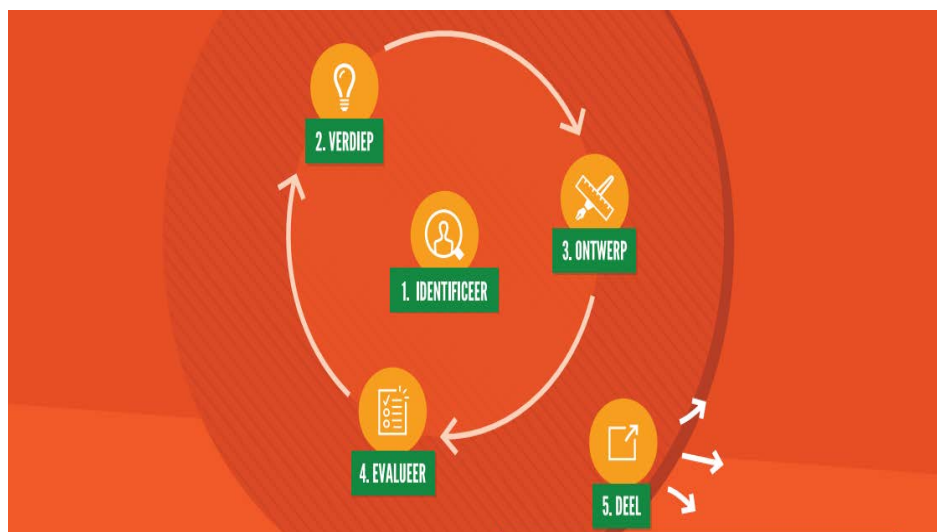 1. IDENTIFICEER
2. VERDIEP
3. ONTWERP
4. EVALUEER
5. DEEL